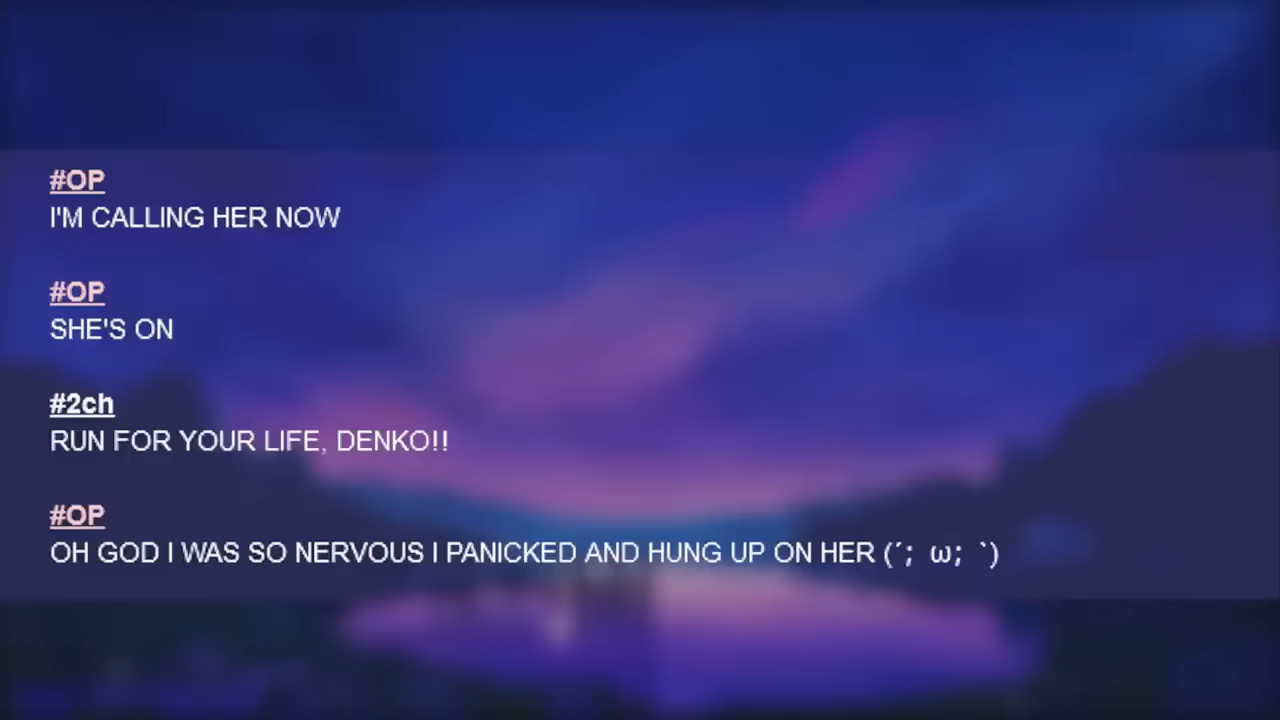 #OP
I'M CALLING HER NOW
#OP
SHE'S ON
#2ch
RUN FOR YOUR LIFE, DENKO!!
#OP
OH GOD I WAS SO NERVOUS I PANICKED AND HUNG UP ON HER (´; ω; `)